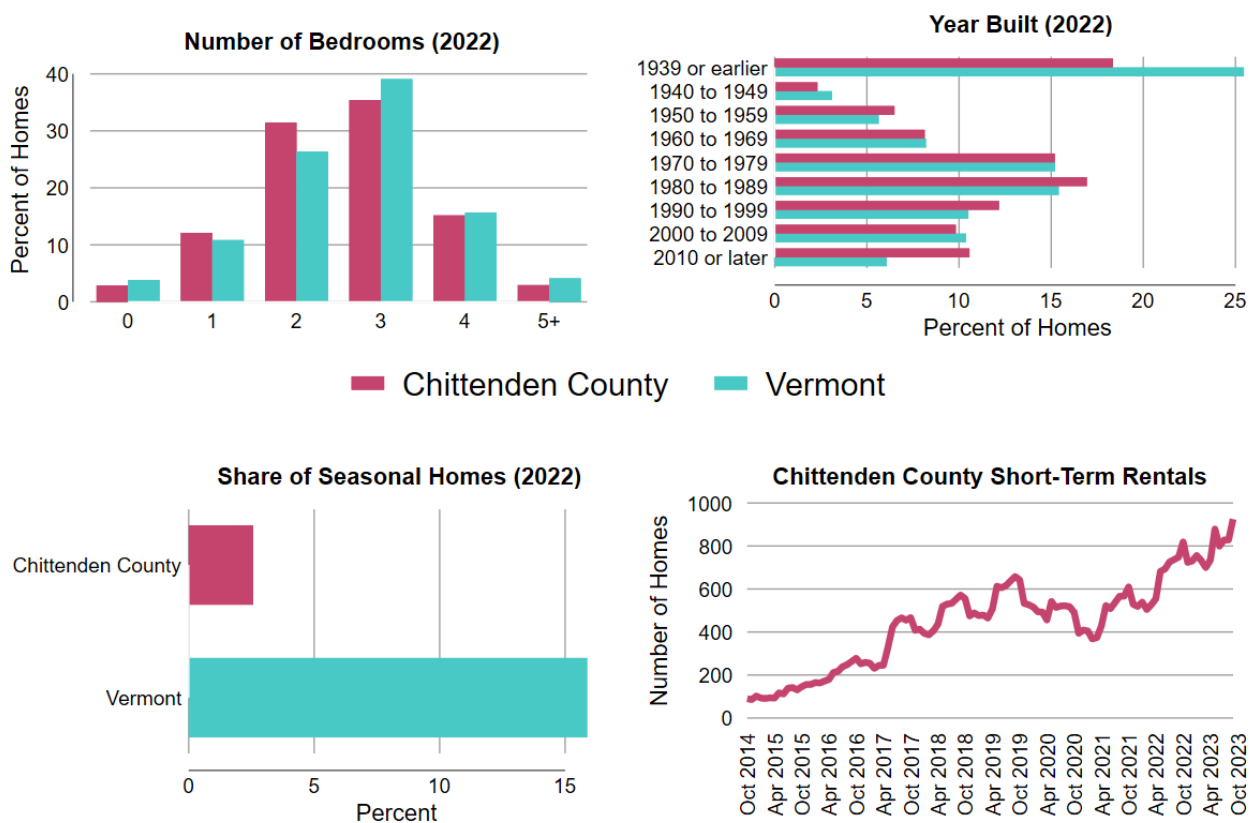 Number of Bedrooms (2022)
Percent of Homes
40
30
20
10
0
0 1 2 3 4 5+
Year Built (2022)
1939 or earlier
1940 to 1949
1950 to 1959
1960 to 1969
1970 to 1979
1980 to 1989
1990 to 1999
2000 to 2009
2010 or later
0 5 10 15 20 25
Percent of Homes
Chittenden County Vermont
Share of Seasonal Homes (2022)
Chittenden County
Vermont
0 5 10 15
Percent
Chittenden County Short-Term Rentals
Number of Homes
1000
800
600
400
200
0
Oct 2014
Apr 2015
Oct 2015
Apr 2016
Oct 2016
Apr 2017
Oct 2017
Apr 2018
Oct 2018
Apr 2019
Oct 2019
Apr 2020
Oct 2020
Apr 2021
Oct 2021
Apr 2022
Oct 2022
Apr 2023
Oct 2023